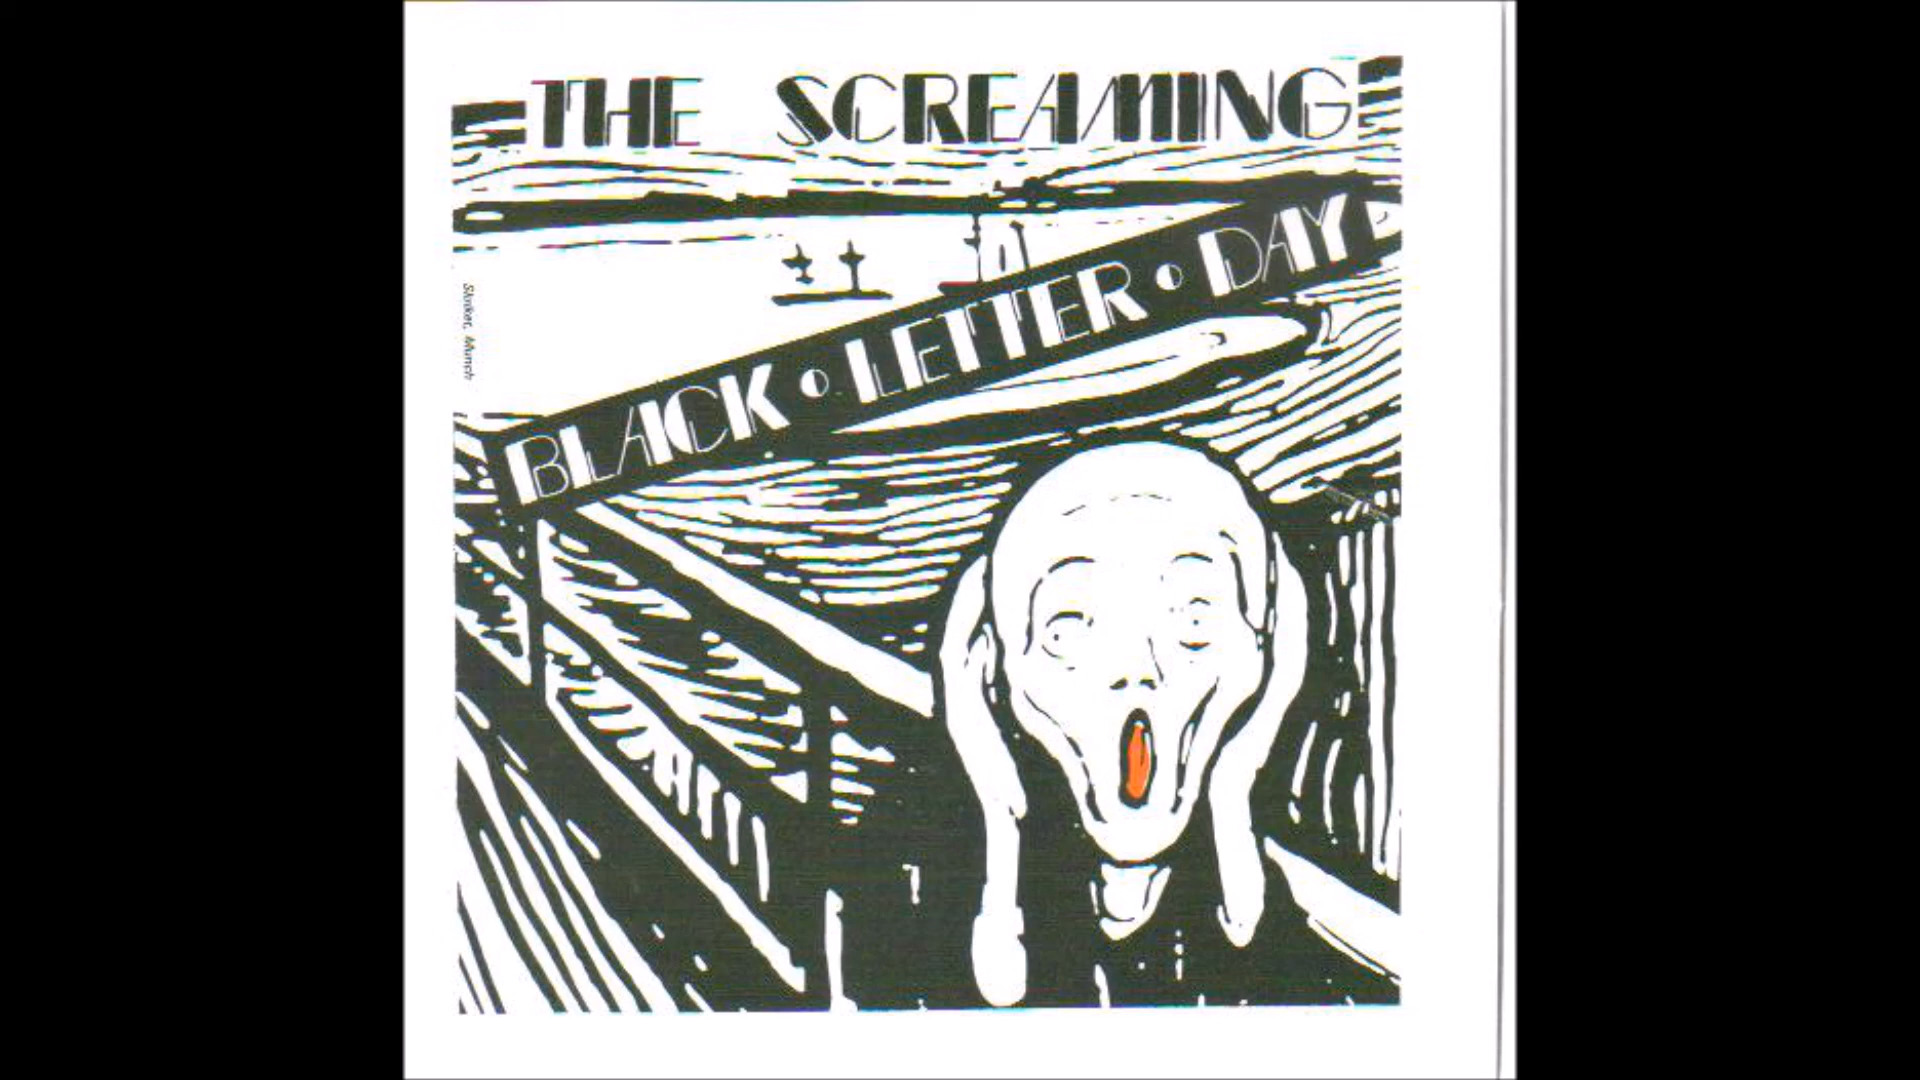 THE SCREAMING
BLACK • LETTER • DAY
Skriket, Munch